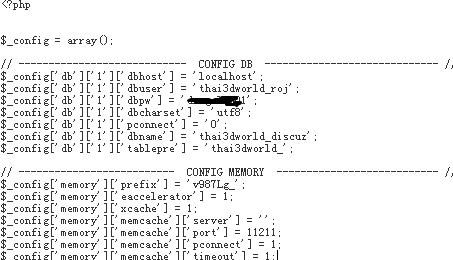 <?php
$_config = array();
// ---------------------------- CONFIG DB ----------------------------- //
$_config['db']['1']['dbhost'] = 'localhost';
$_config['db']['1']['dbuser'] = 'thai3dworld_roj';
$_config['db']['1']['dbpw'] = '
$_config['db']['1']['dbcharset'] = 'utf8';
$_config['db']['1']['pconnect'] = '0';
$_config['db']['1']['dbname'] = 'thai3dworld_discuz';
$_config['db']['1']['tablepre'] = 'thai3dworld_';
// -------------------------- CONFIG MEMORY --------------------------- //
$_config['memory']['prefix'] = 'v987Lg_';
$_config['memory']['eaccelerator'] = 1;
$_config['memory']['xcache'] = 1;
$_config['memory']['memcache']['server'] = '';
$_config['memory']['memcache']['port'] = 11211;
$_config['memory']['memcache']['pconnect'] = 1;
$_config['memory']['memcache']['timeout'] = 1;